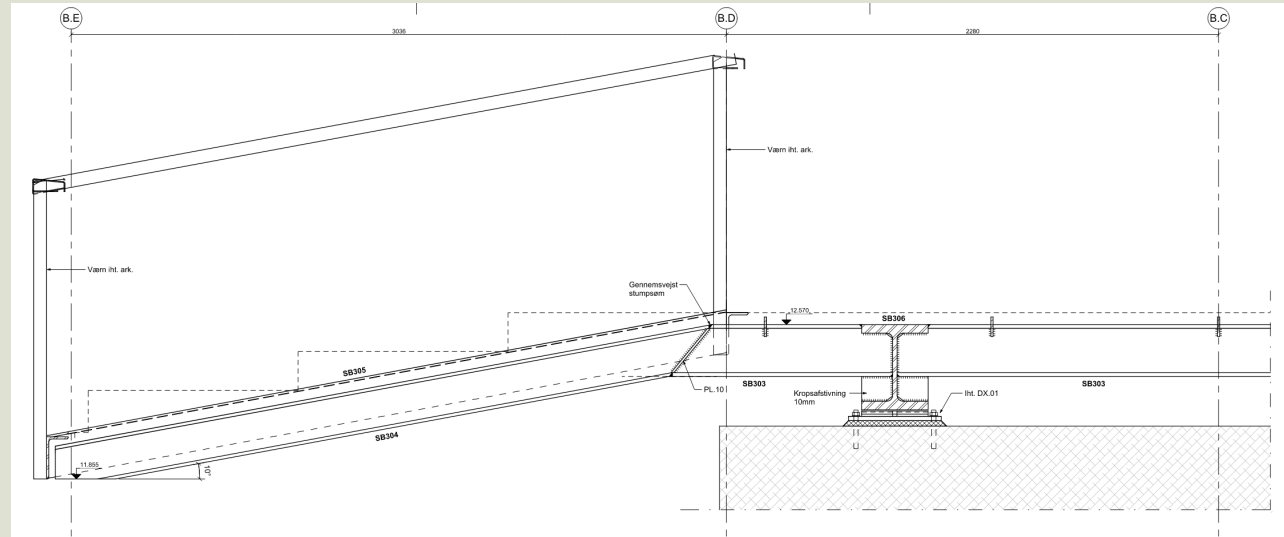 B.E
B.D
B.C
3036
2280
Værn iht. ark.
Værn iht. ark.
Gennemsvejst
stumpsøm
12.570
SB306
SB305
PL.10
SB303
SB303
Kropsafstivning
10mm
Iht. DX.01
SB304
11.855
10°